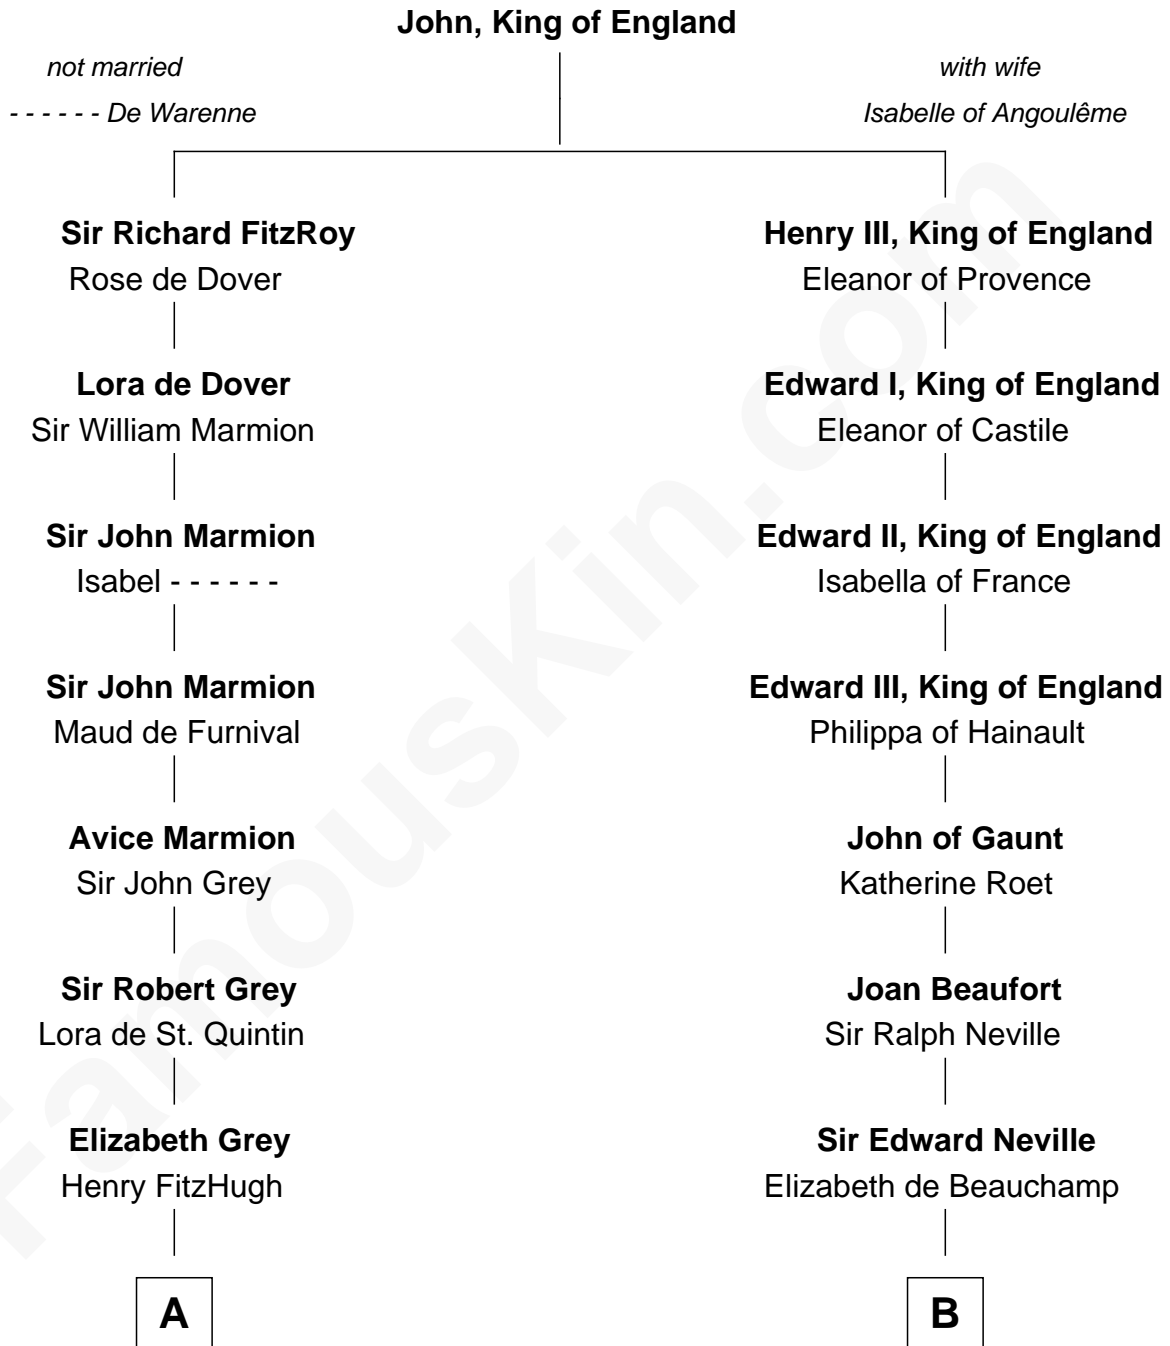 John, King of England
not married
with wife
- - - - - - De Warenne
Isabelle of Angoulême
Sir Richard FitzRoy
Rose de Dover
Henry III, King of England
Eleanor of Provence
Lora de Dover
Sir William Marmion
Edward I, King of England
Eleanor of Castile
Sir John Marmion
Isabel - - - - - -
Edward II, King of England
Isabella of France
Sir John Marmion
Maud de Furnival
Edward III, King of England
Philippa of Hainault
Avice Marmion
Sir John Grey
John of Gaunt
Katherine Roet
Sir Robert Grey
Lora de St. Quintin
Joan Beaufort
Sir Ralph Neville
Elizabeth Grey
Henry FitzHugh
Sir Edward Neville
Elizabeth de Beauchamp
A
B
FamousKin.com